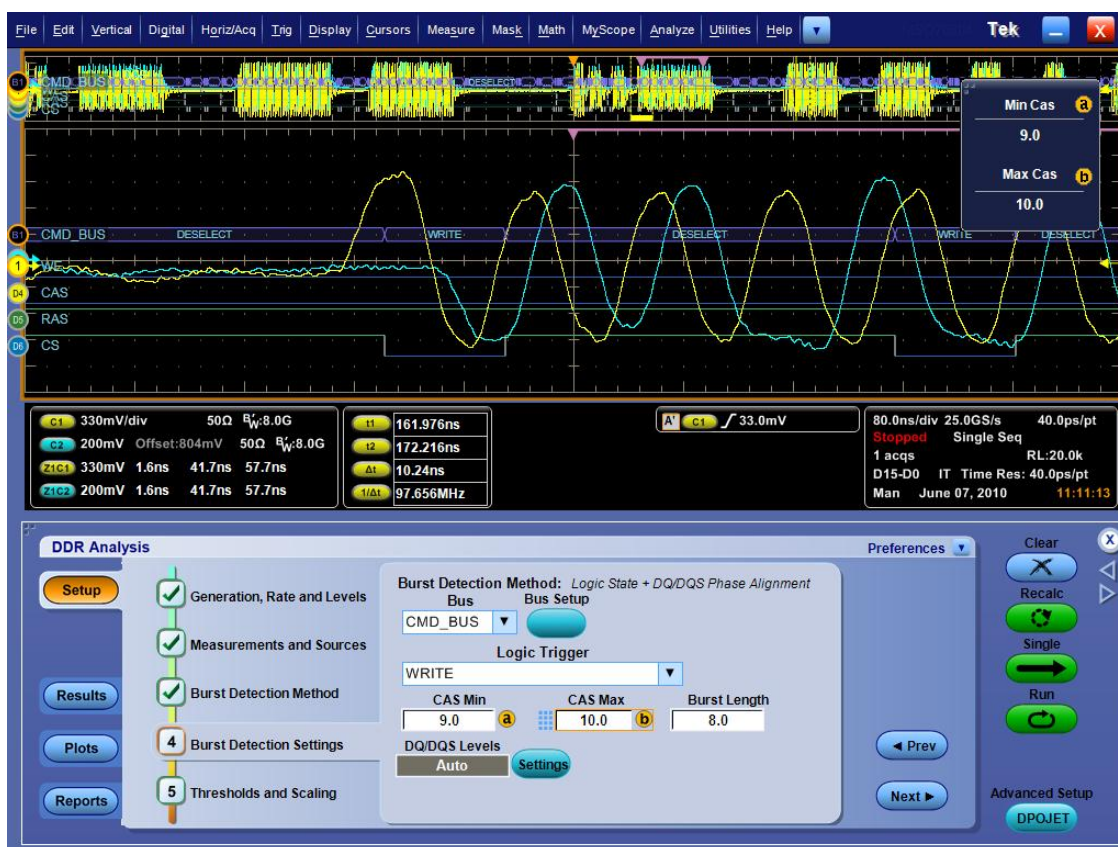 File Edit Vertical Digital Horiz/Acq Trig Display Cursors Measure Mask Math MyScope Analyze Utilities Help Tek X
B1 CMD_BUS DESELECT
CS
Min Cas a
9.0
Max Cas b
10.0
B1 CMD_BUS DESELECT WRITE DESELECT WRITE DESELECT
1 WE
D4 CAS
D5 RAS
D6 CS
C1 330mV/div 50Ω BW:8.0G
C2 200mV Offset:804mV 50Ω BW:8.0G
Z1C1 330mV 1.6ns 41.7ns 57.7ns
Z1C2 200mV 1.6ns 41.7ns 57.7ns
t1 161.976ns
t2 172.216ns
Δt 10.24ns
1/Δt 97.656MHz
A' C1 33.0mV
80.0ns/div 25.0GS/s 40.0ps/pt
Stopped Single Seq
1 acqs RL:20.0k
D15-D0 IT Time Res: 40.0ps/pt
Man June 07, 2010 11:11:13
DDR Analysis
Preferences
Setup
Results
Plots
Reports
Generation, Rate and Levels
Measurements and Sources
Burst Detection Method
4 Burst Detection Settings
5 Thresholds and Scaling
Burst Detection Method: Logic State + DQ/DQS Phase Alignment
Bus Bus Setup
CMD_BUS
Logic Trigger
WRITE
CAS Min CAS Max Burst Length
9.0 a 10.0 b 8.0
DQ/DQS Levels
Auto Settings
Prev
Next
Clear X
Recalc
Single
Run
Advanced Setup
DPOJET